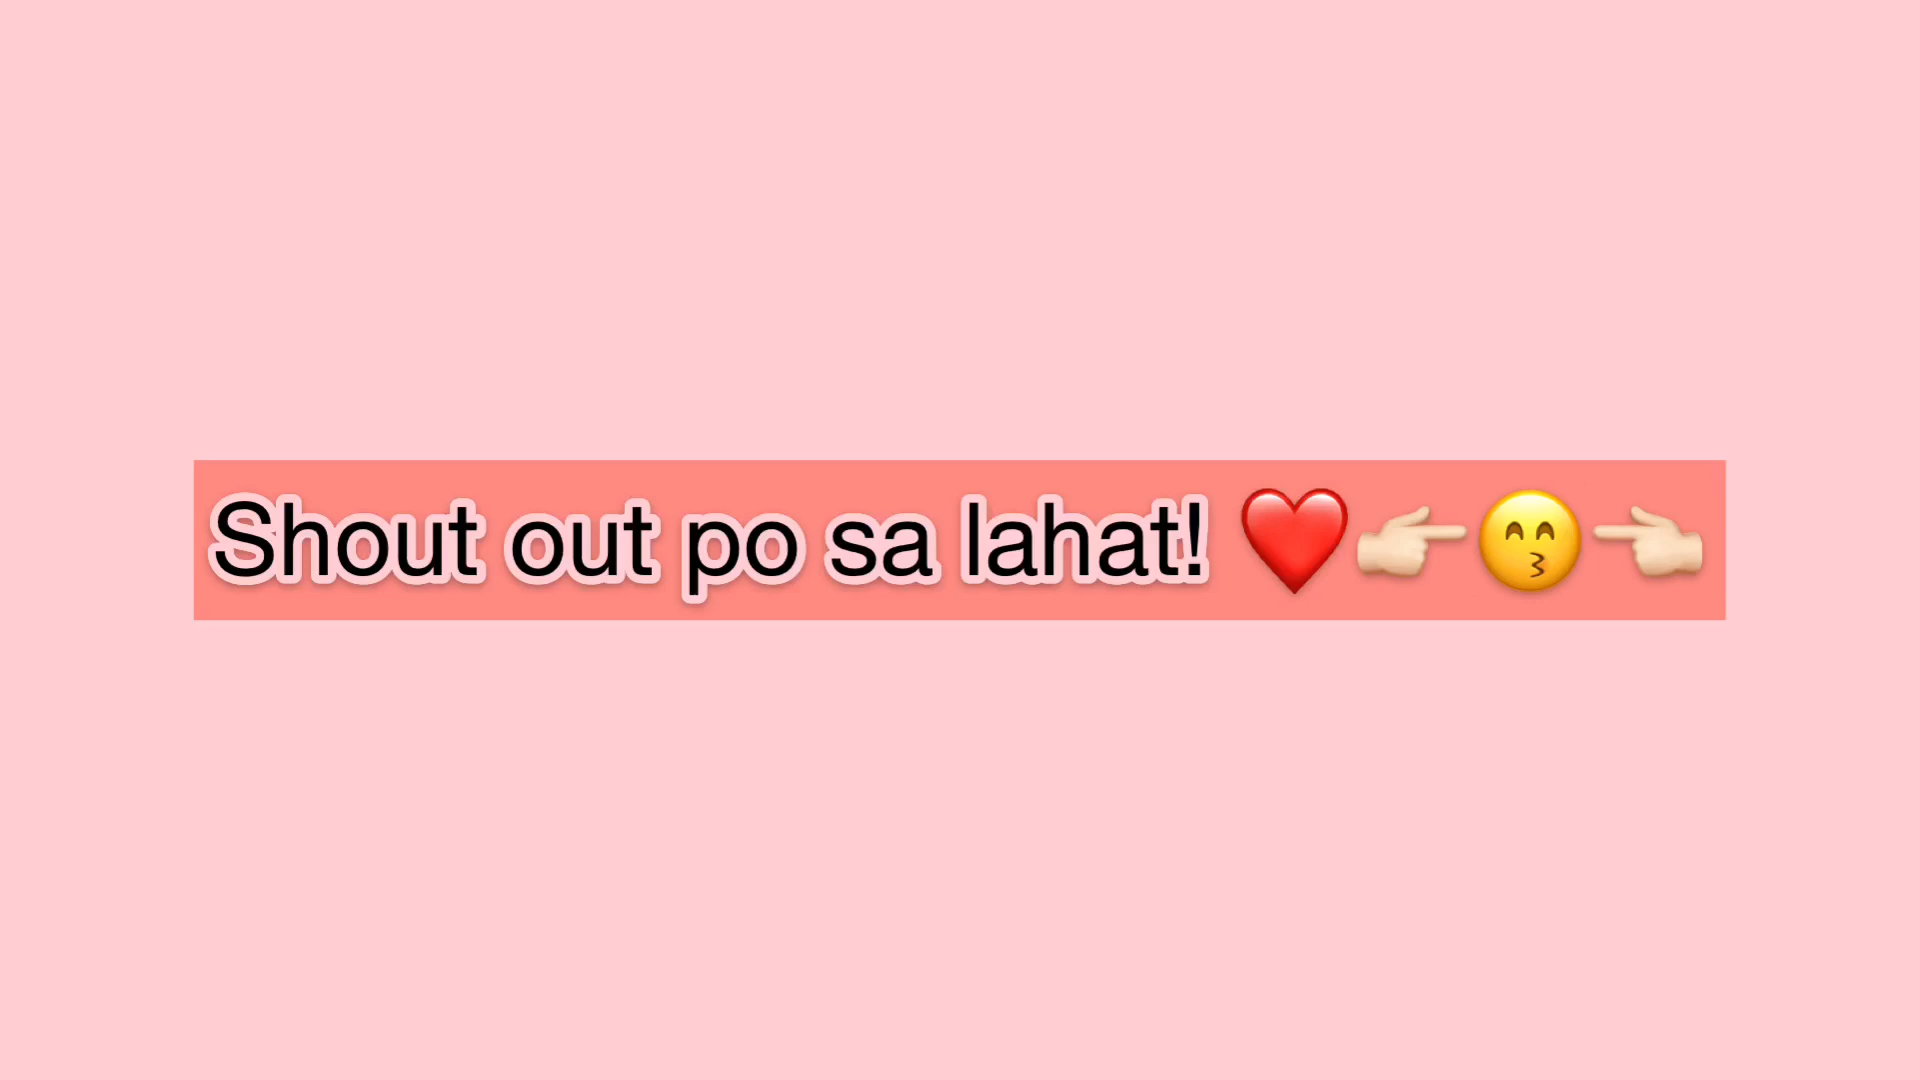 Shout out po sa lahat! ❤️👉🏻😙👈🏻